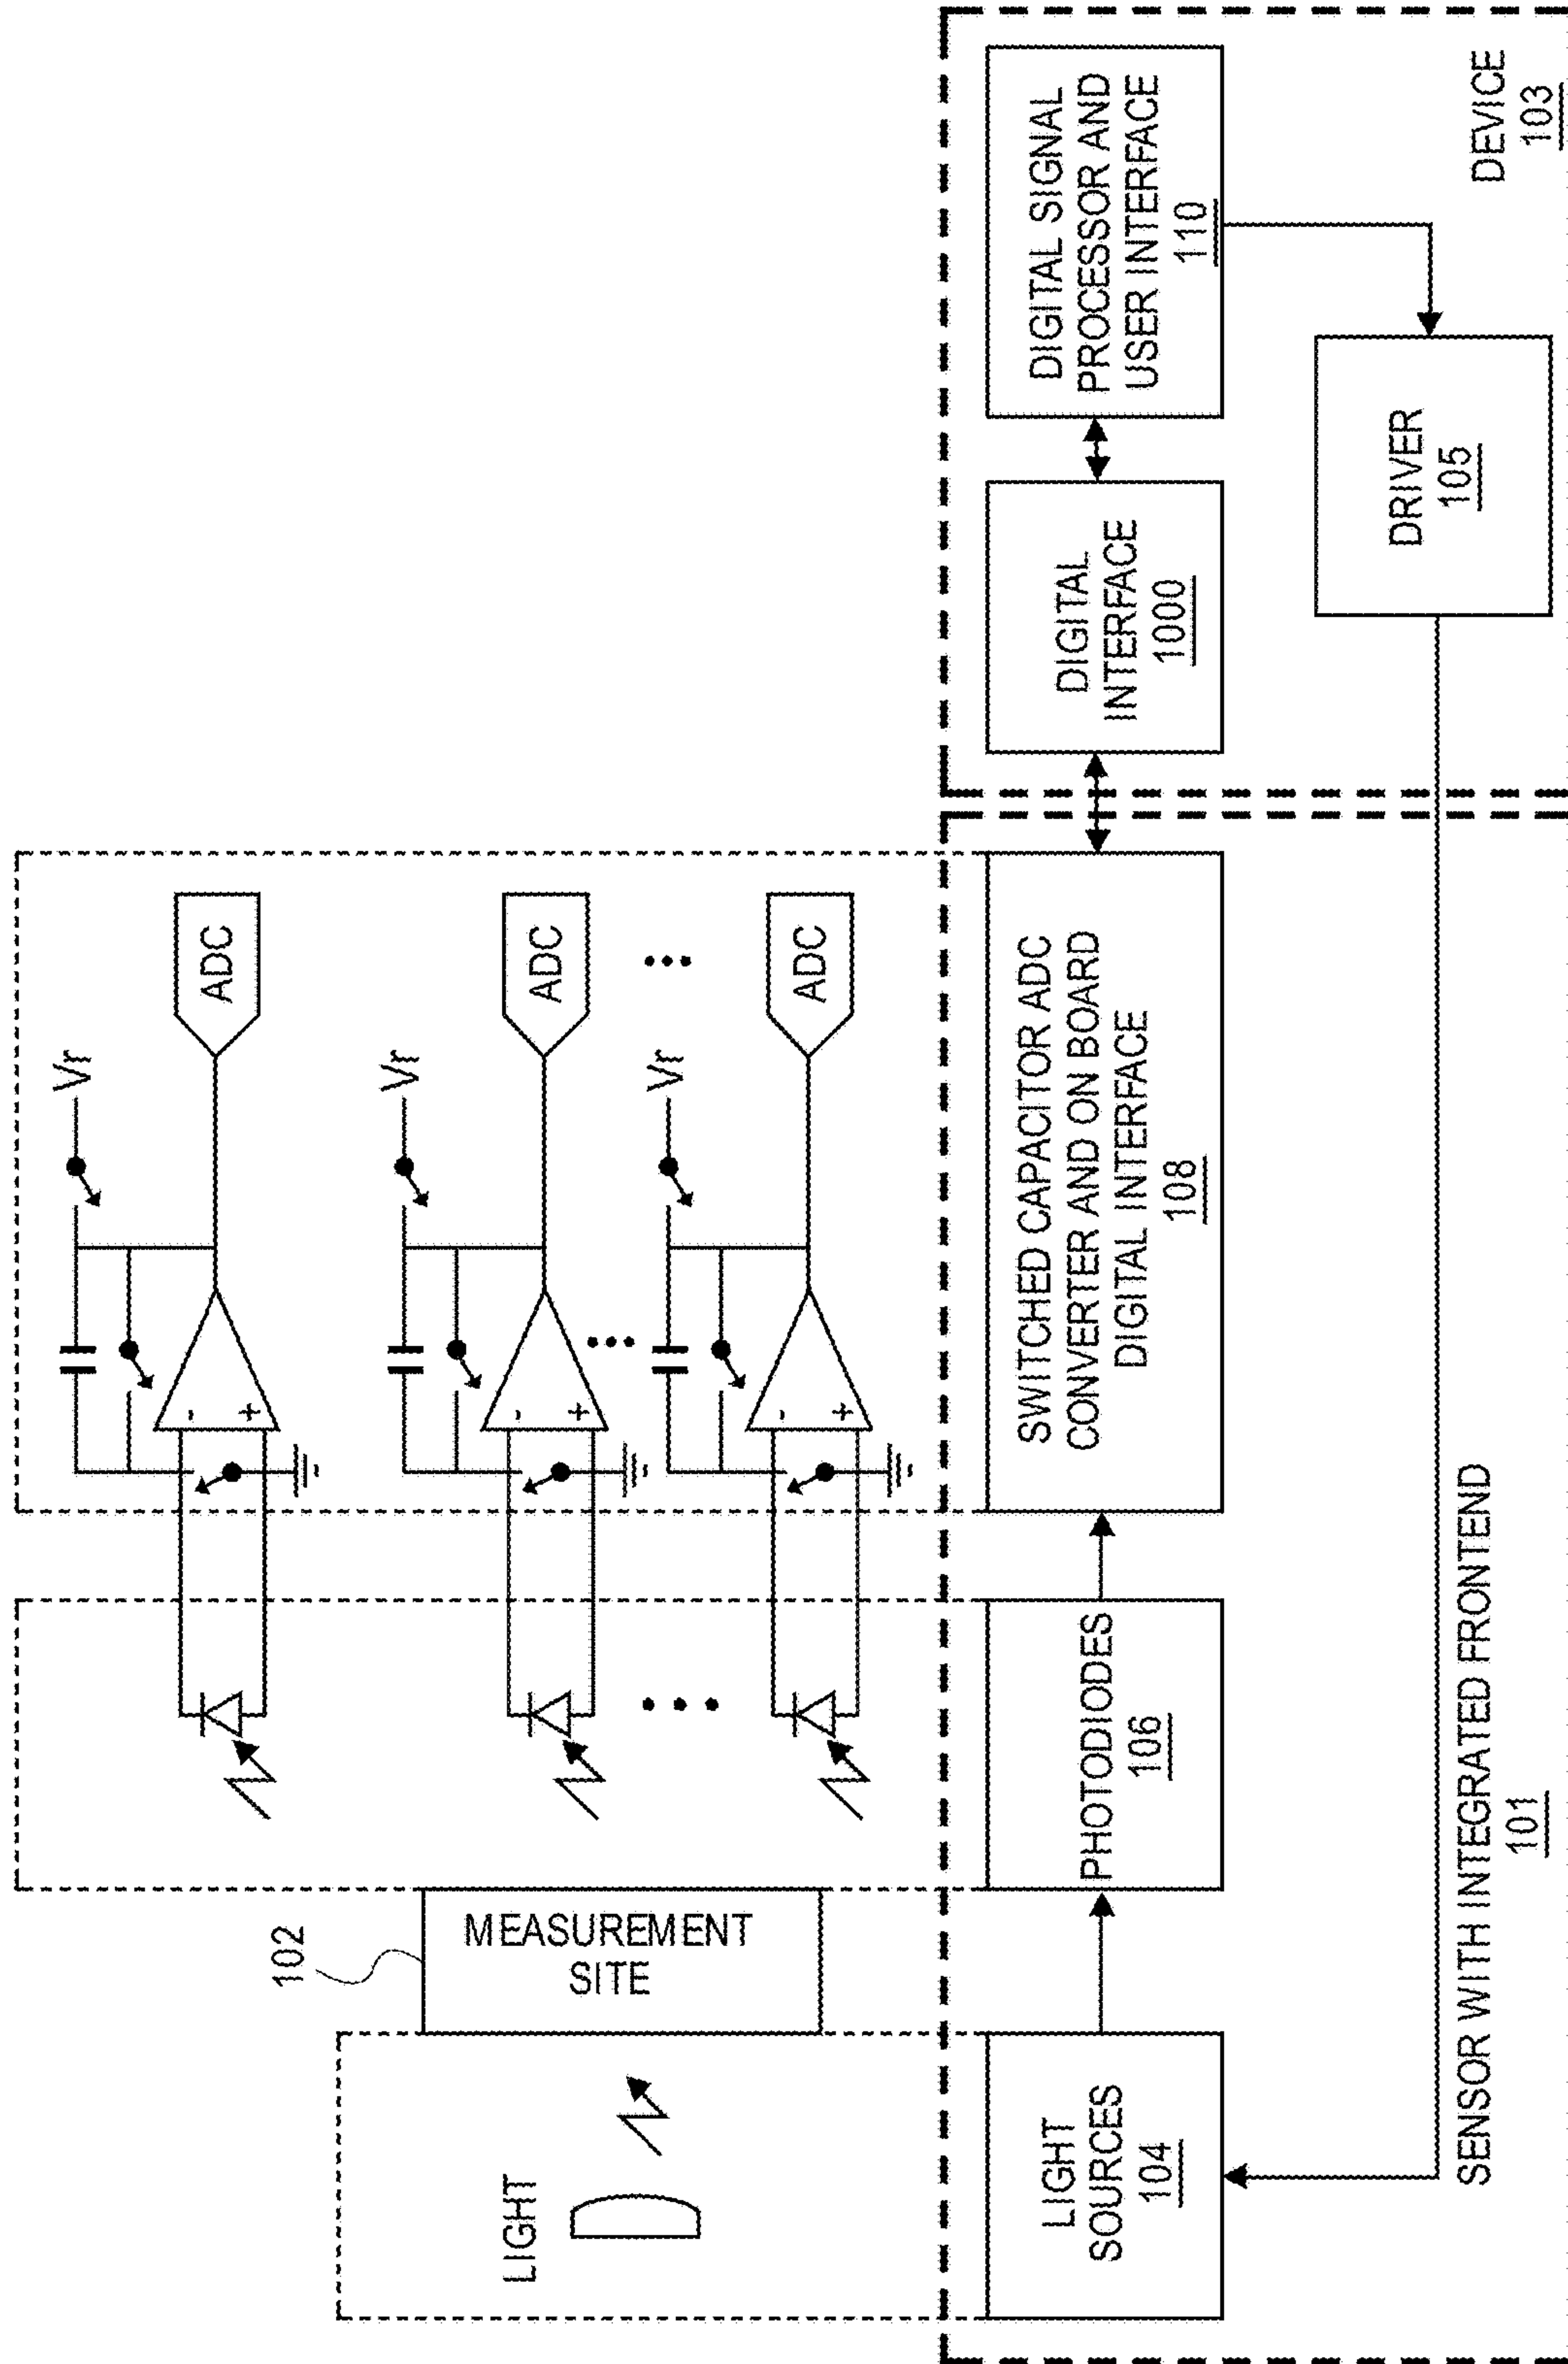 Vr
ADC
Vr
ADC
Vr
ADC
-
+
-
+
-
+
102
MEASUREMENT
SITE
LIGHT
LIGHT
SOURCES
104
PHOTODIODES
106
SWITCHED CAPACITOR ADC
CONVERTER AND ON BOARD
DIGITAL INTERFACE
108
DIGITAL
INTERFACE
1000
DIGITAL SIGNAL
PROCESSOR AND
USER INTERFACE
110
DRIVER
105
SENSOR WITH INTEGRATED FRONTEND
101
DEVICE
103